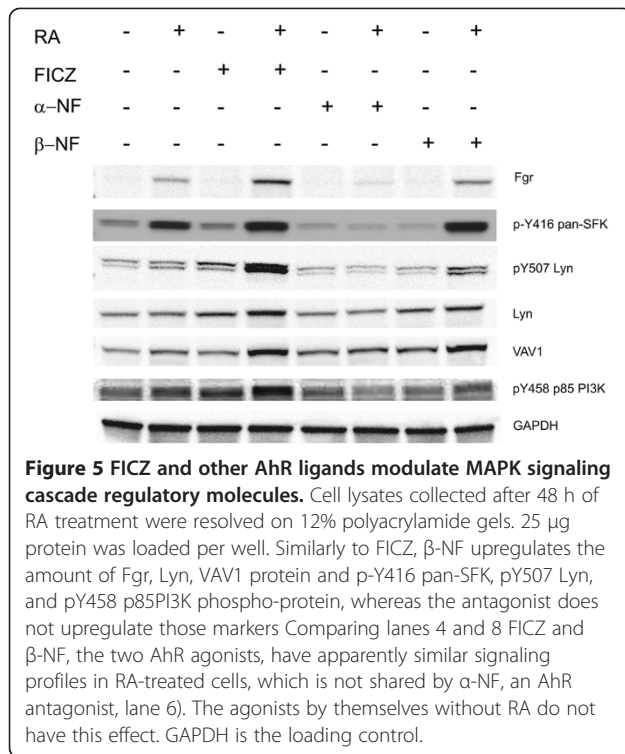 RA - + - + - + - +
FICZ - - + + - - - -
α–NF - - - - + + - -
β–NF - - - - - - + +
Fgr
p-Y416 pan-SFK
pY507 Lyn
Lyn
VAV1
pY458 p85 PI3K
GAPDH
Figure 5 FICZ and other AhR ligands modulate MAPK signaling
cascade regulatory molecules. Cell lysates collected after 48 h of
RA treatment were resolved on 12% polyacrylamide gels. 25 μg
protein was loaded per well. Similarly to FICZ, β-NF upregulates the
amount of Fgr, Lyn, VAV1 protein and p-Y416 pan-SFK, pY507 Lyn,
and pY458 p85PI3K phospho-protein, whereas the antagonist does
not upregulate those markers Comparing lanes 4 and 8 FICZ and
β-NF, the two AhR agonists, have apparently similar signaling
profiles in RA-treated cells, which is not shared by α-NF, an AhR
antagonist, lane 6). The agonists by themselves without RA do not
have this effect. GAPDH is the loading control.